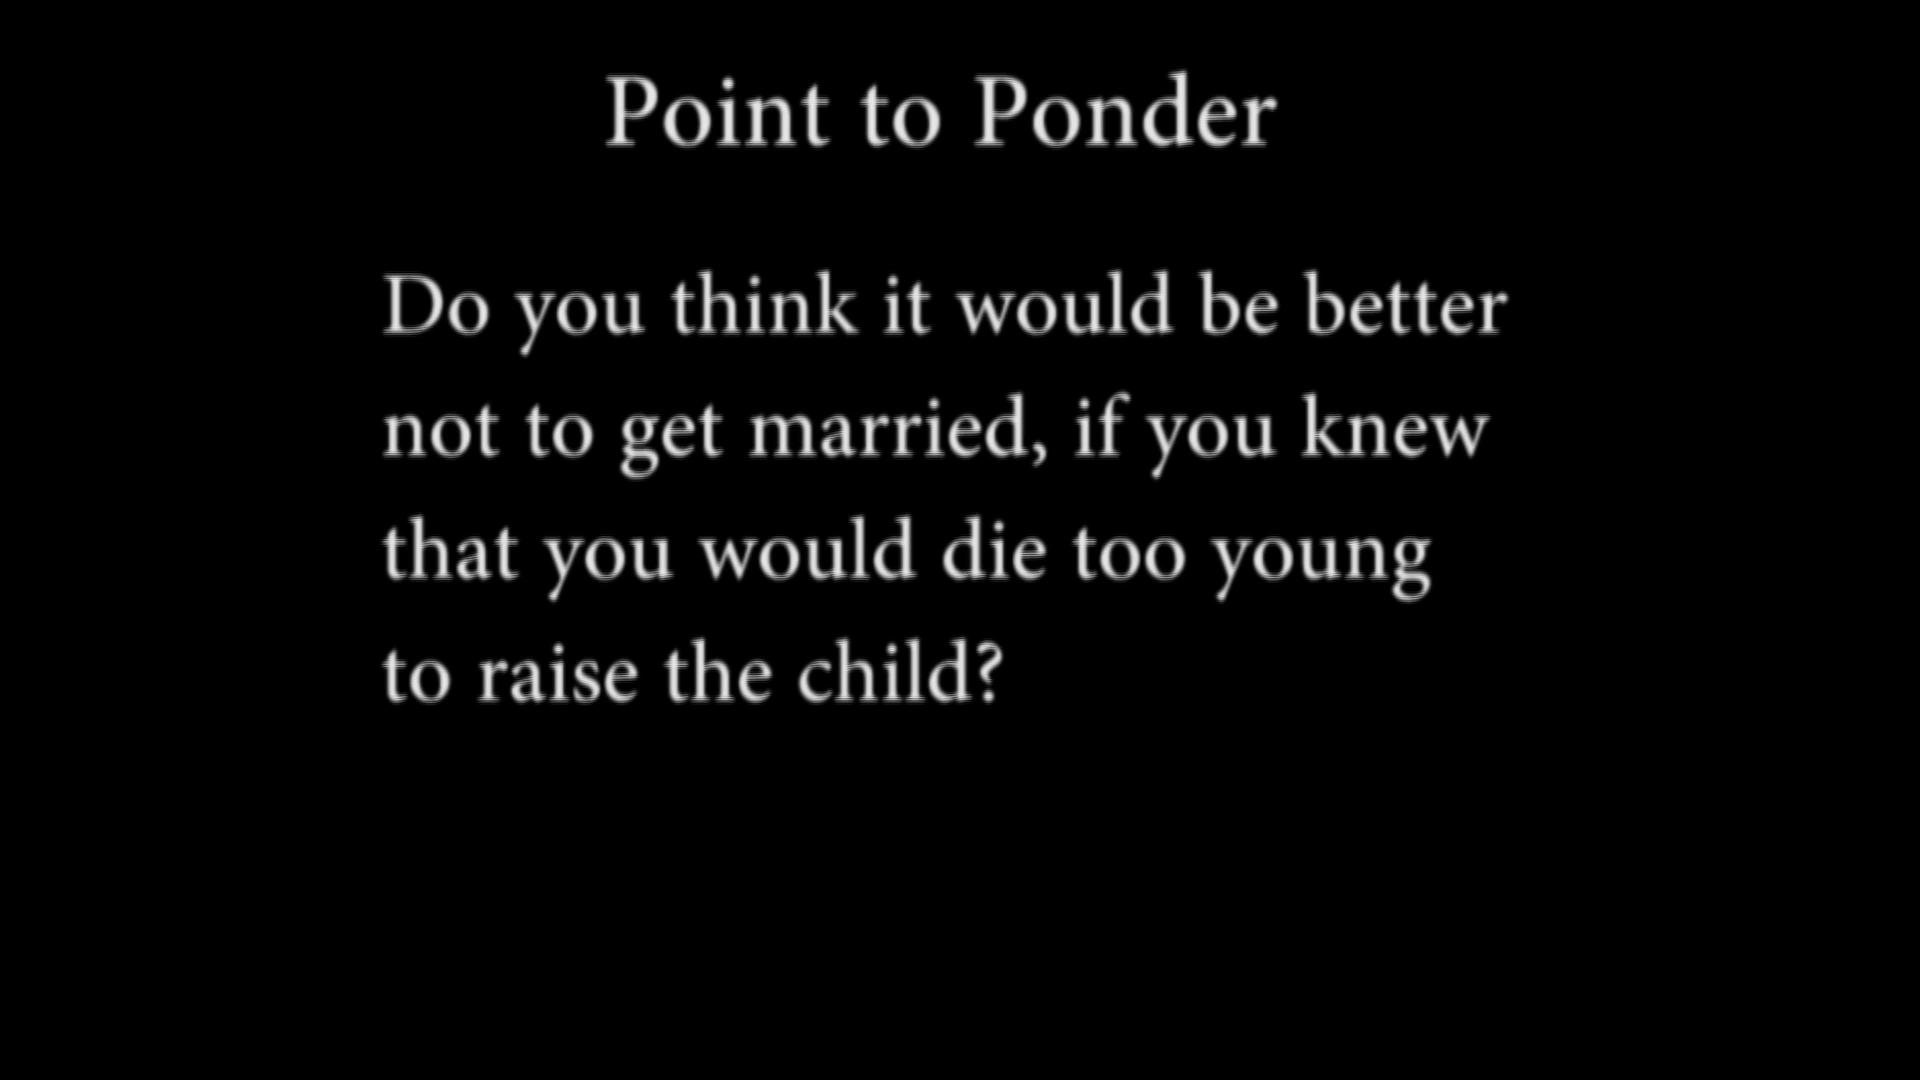 Point to Ponder
Do you think it would be better
not to get married, if you knew
that you would die too young
to raise the child?